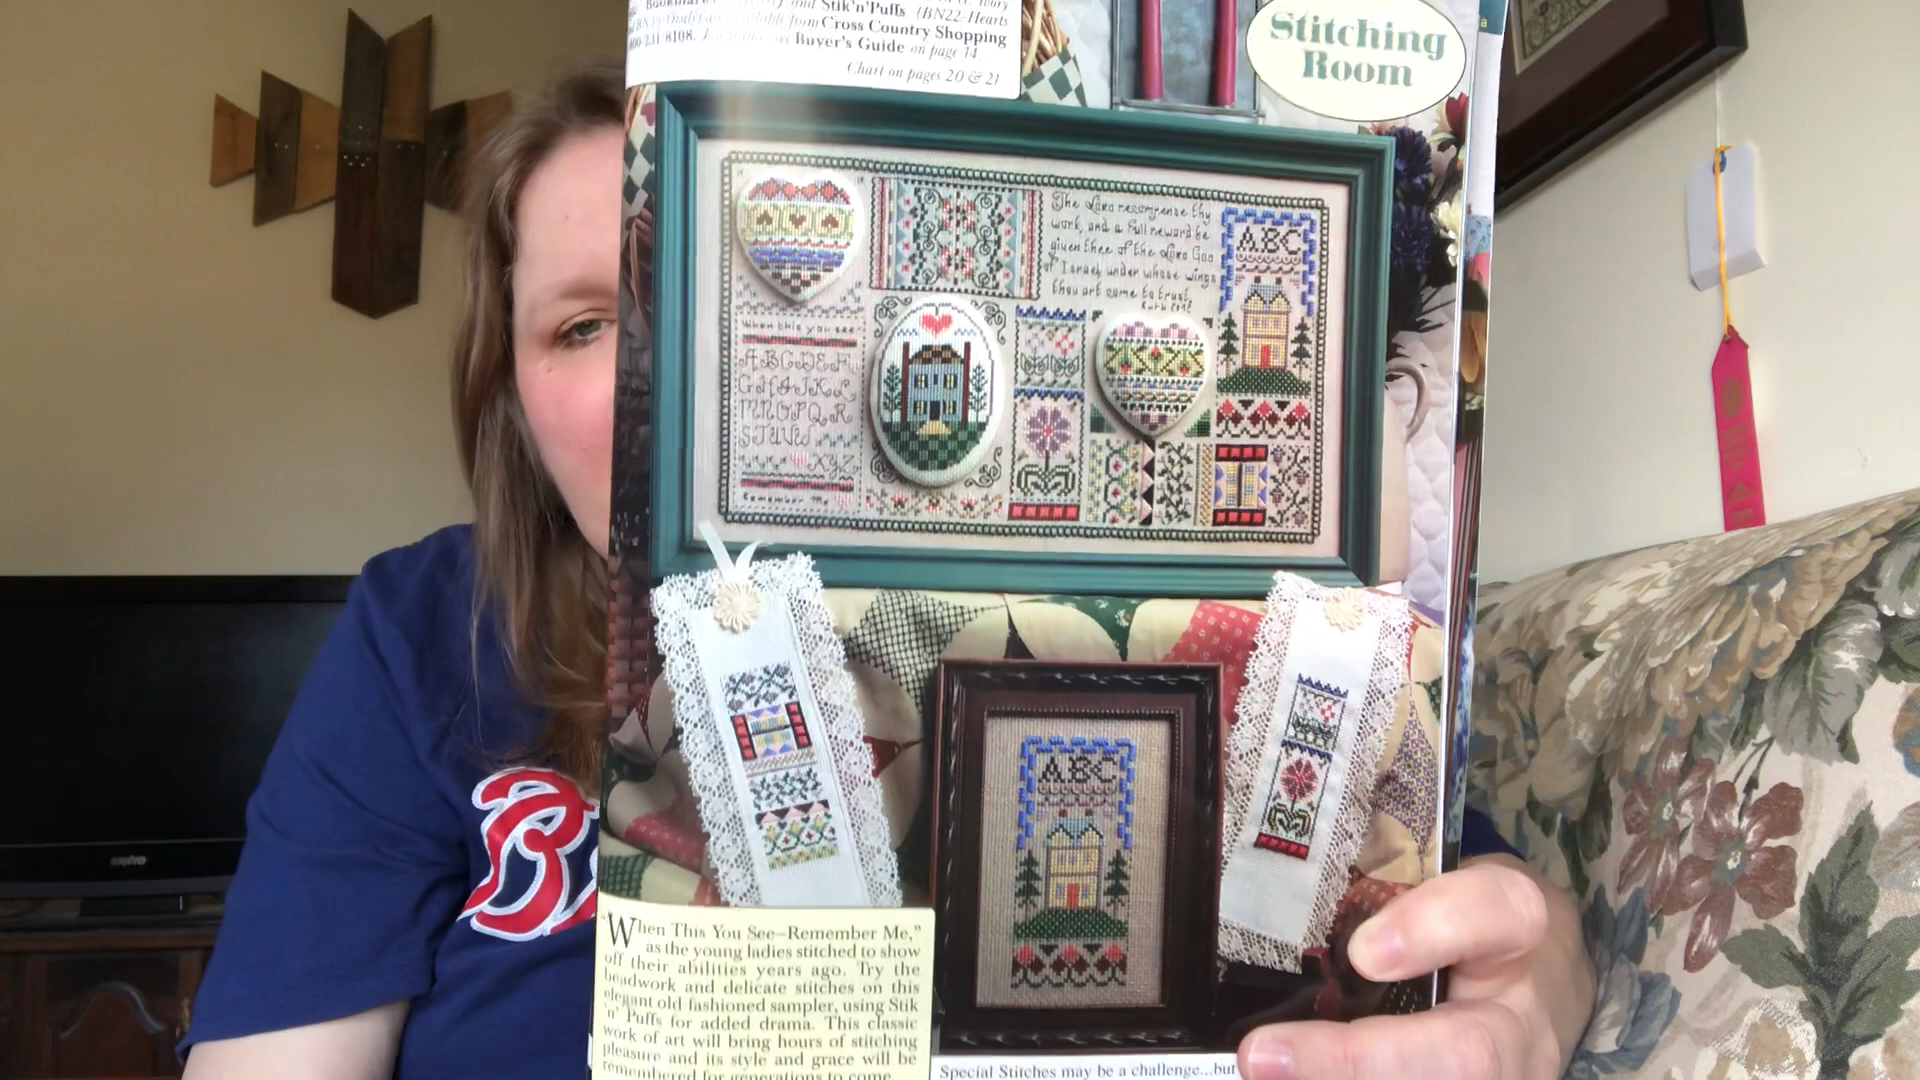 Bookmark
and Stik'n'Puffs (BN22 Hearts
available from Cross Country Shopping
Buyer's Guide on page 14.
Chart on pages 20 & 21
Stitching
Room
The Lord recompense thy
work, and a full reward be
given thee of the Lord God
of Israel, under whose wings
thou art come to trust.
ABC
When this you see
ABCDEF
GHIJKL
MNOPQR
STUVW
XYZ
Remember Me
ABC
"When This You See–Remember Me,"
as the young ladies stitched to show
off their abilities years ago. Try the
beadwork and delicate stitches on this
elegant old fashioned sampler, using Stik
'n' Puffs for added drama. This classic
work of art will bring hours of stitching
pleasure and its style and grace will be
remembered for generations to come.
Special Stitches may be a challenge...but
B
SANYO